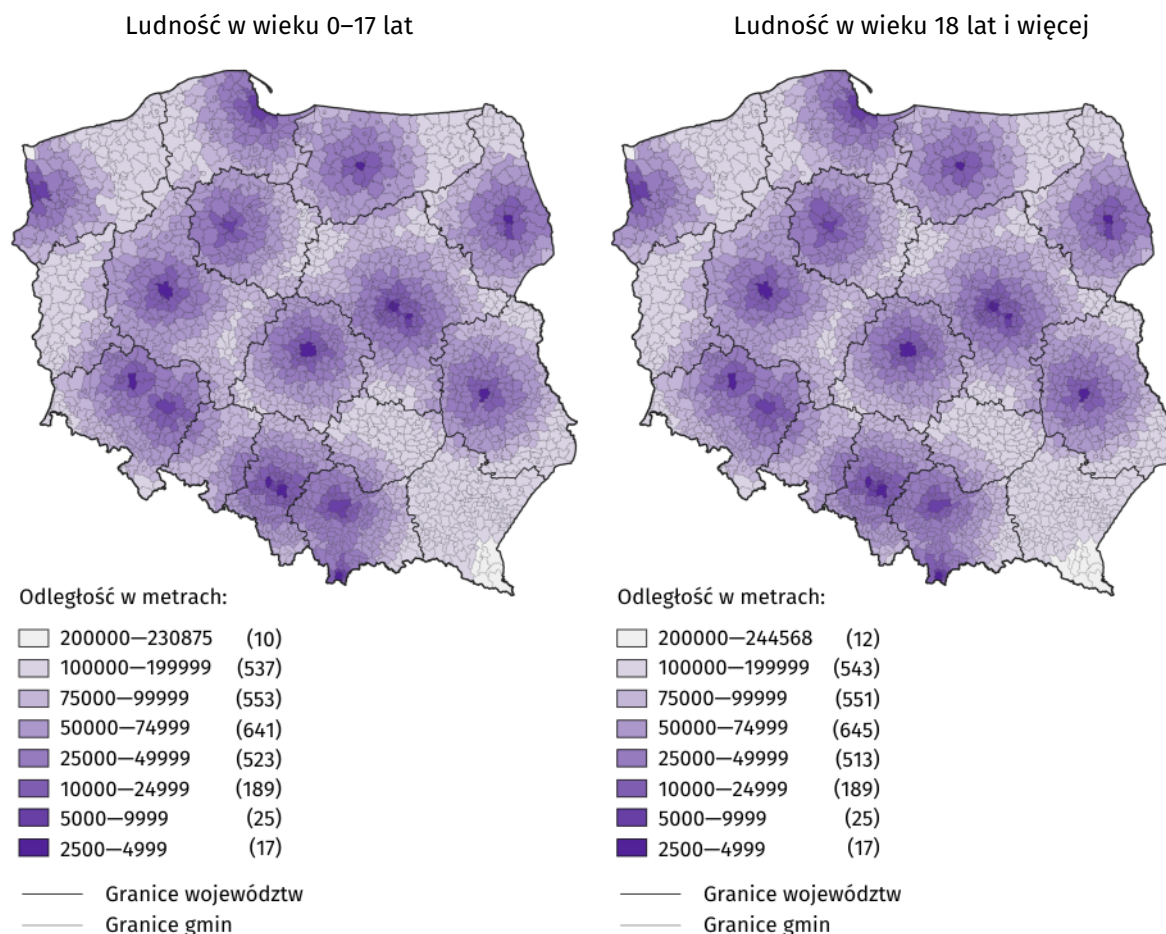 Ludność w wieku 0–17 lat
Odległość w metrach:
200000—230875 (10)
100000—199999 (537)
75000—99999 (553)
50000—74999 (641)
25000—49999 (523)
10000—24999 (189)
5000—9999 (25)
2500—4999 (17)
Granice województw
Granice gmin
Ludność w wieku 18 lat i więcej
Odległość w metrach:
200000—244568 (12)
100000—199999 (543)
75000—99999 (551)
50000—74999 (645)
25000—49999 (513)
10000—24999 (189)
5000—9999 (25)
2500—4999 (17)
Granice województw
Granice gmin